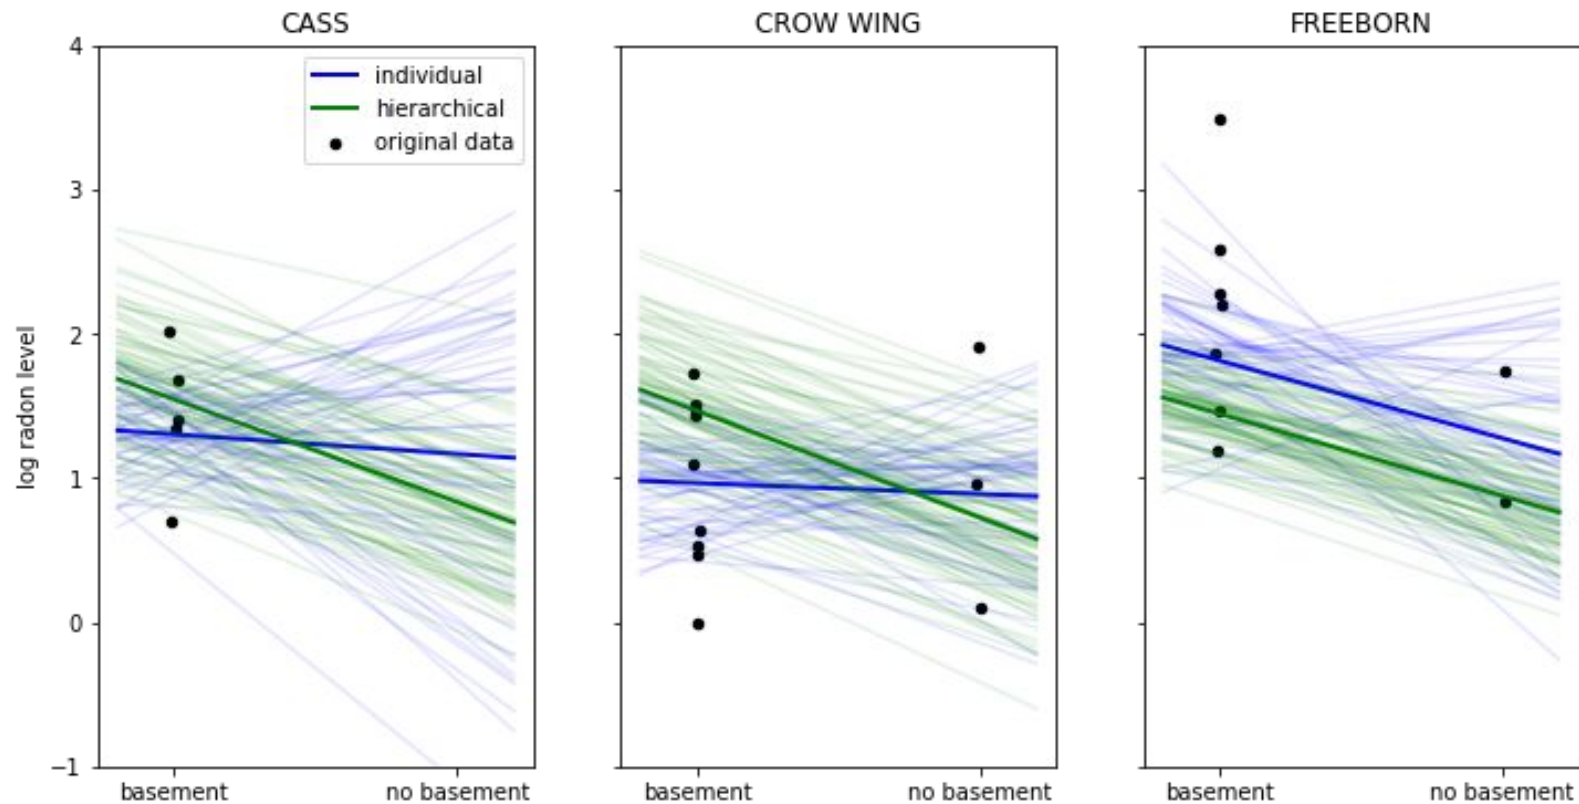 CASS
CROW WING
FREEBORN
4
3
2
1
0
−1
log radon level
individual
hierarchical
original data
basement
no basement
basement
no basement
basement
no basement